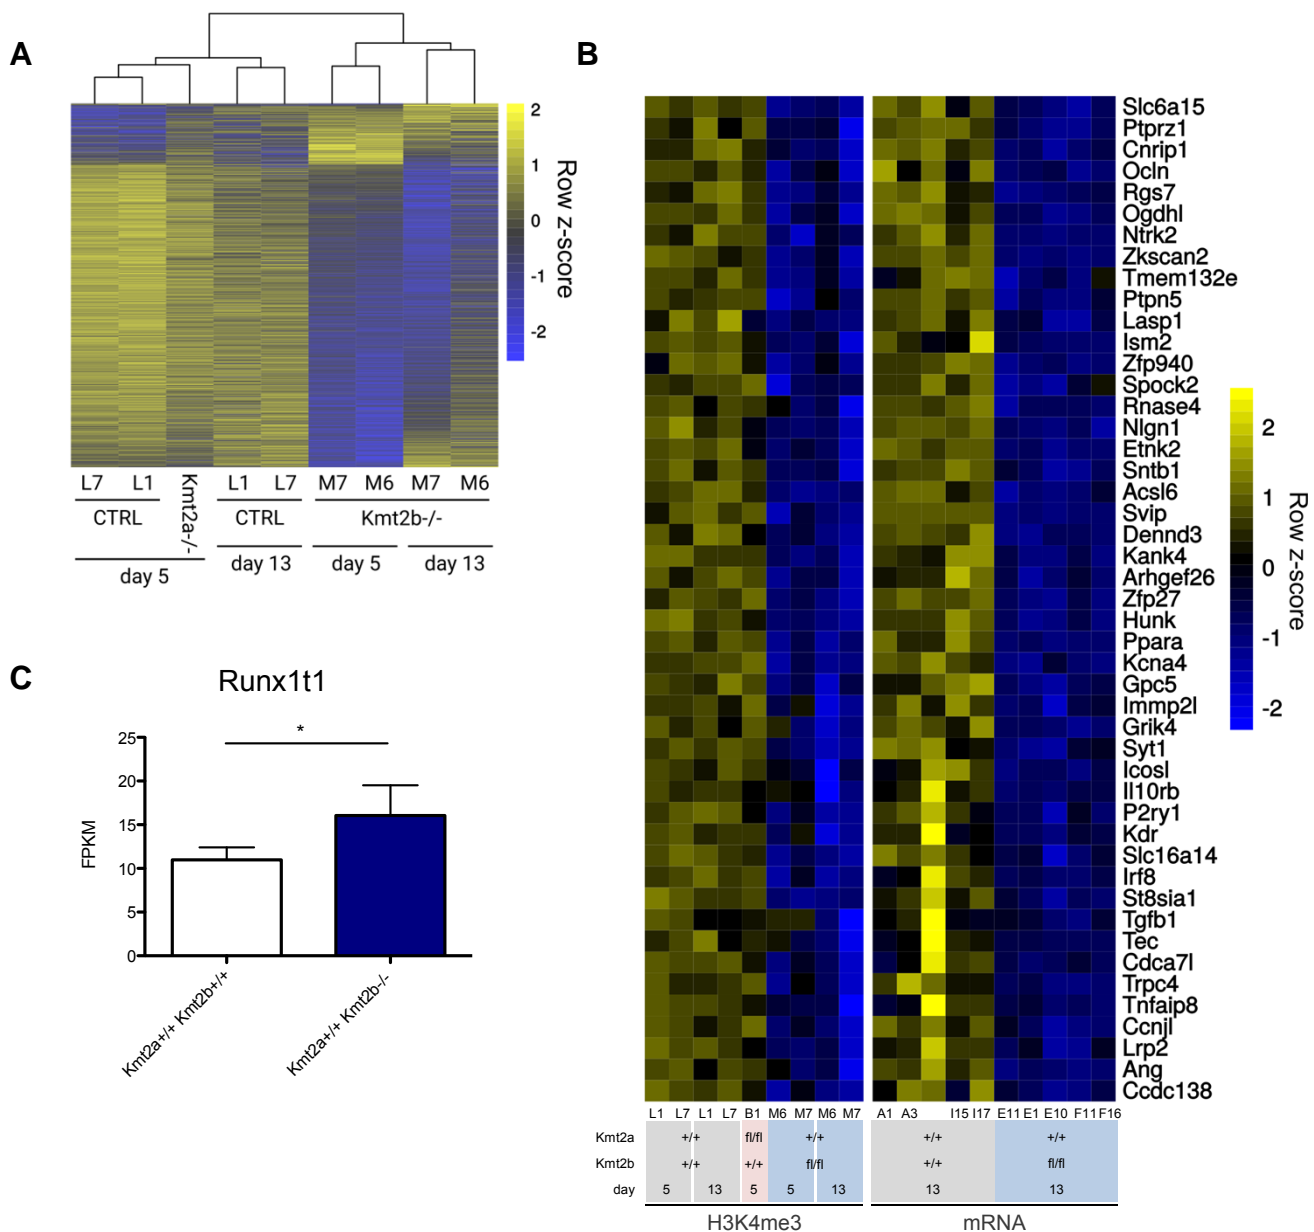 A
B
2
1
0
-1
-2
Row z-score
L7 L1 Kmt2a-/- L1 L7 M7 M6 M7 M6
CTRL CTRL Kmt2b-/-
day 5 day 13 day 5 day 13
Slc6a15
Ptprz1
Cnrip1
Ocln
Rgs7
Ogdhl
Ntrk2
Zkscan2
Tmem132e
Ptpn5
Lasp1
Ism2
Zfp940
Spock2
Rnase4
Nlgn1
Etnk2
Sntb1
Acsl6
Svip
Dennd3
Kank4
Arhgef26
Zfp27
Hunk
Ppara
Kcna4
Gpc5
Immp2l
Grik4
Syt1
Icosl
Il10rb
P2ry1
Kdr
Slc16a14
Irf8
St8sia1
Tgfb1
Tec
Cdca7l
Trpc4
Tnfaip8
Ccnjl
Lrp2
Ang
Ccdc138
2
1
0
-1
-2
Row z-score
L1 L7 L1 L7 B1 M6 M7 M6 M7 A1 A3 I15 I17 E11 E1 E10 F11 F16
Kmt2a +/+ fl/fl +/+ +/+ +/+
Kmt2b +/+ +/+ fl/fl +/+ fl/fl
day 5 13 5 5 13 13 13
H3K4me3 mRNA
C
Runx1t1
*
25
20
15
10
5
0
FPKM
Kmt2a+/+ Kmt2b+/+
Kmt2a+/+ Kmt2b-/-